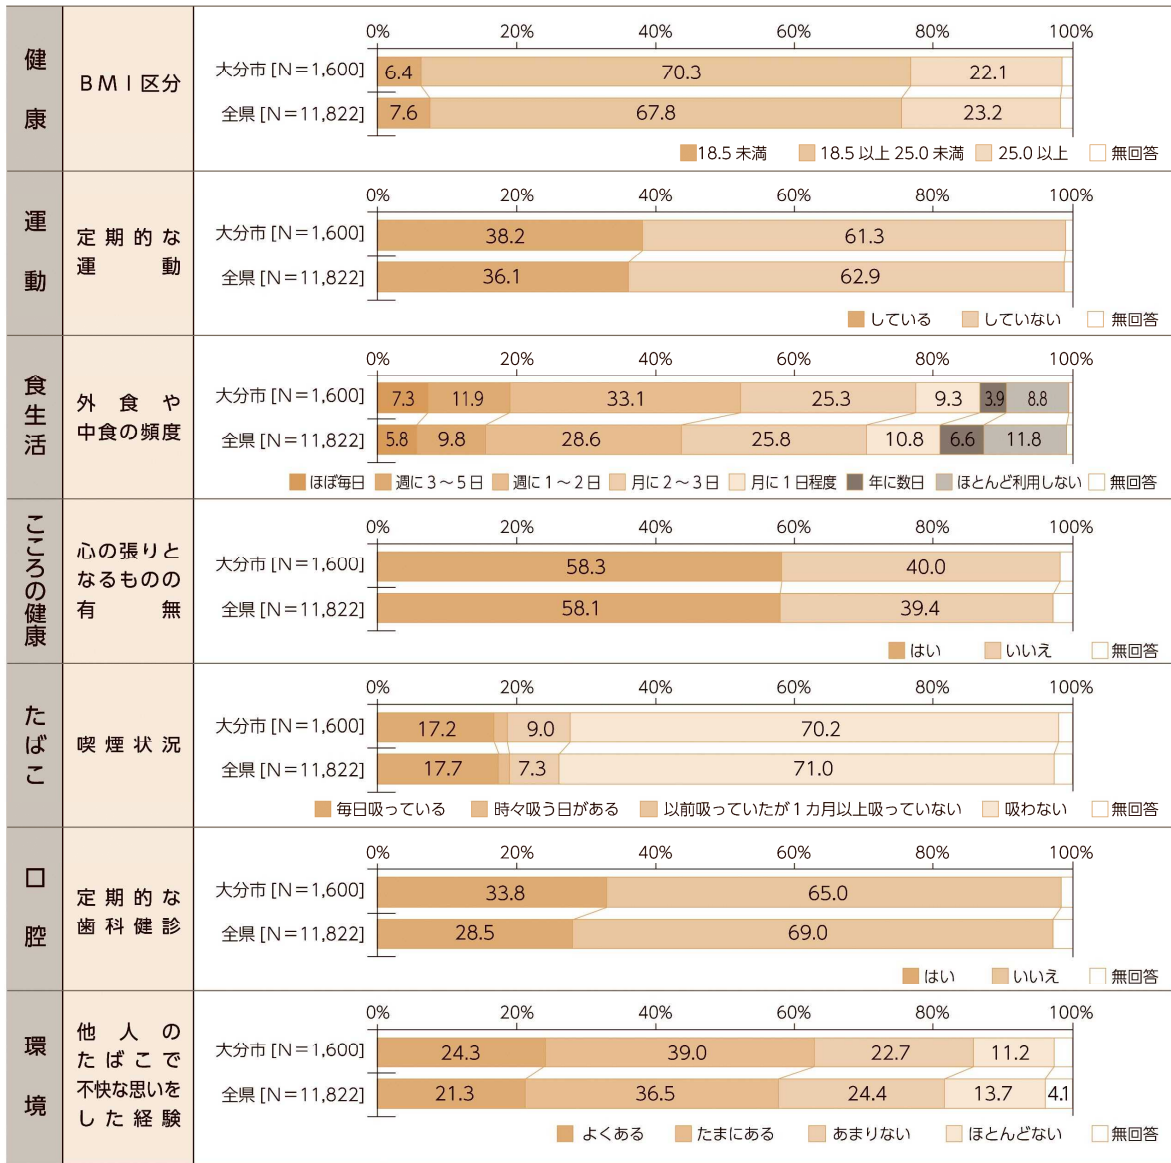 健康
BMI区分
0% 20% 40% 60% 80% 100%
大分市 [N=1,600] 6.4 70.3 22.1
全県 [N=11,822] 7.6 67.8 23.2
18.5 未満 18.5 以上 25.0 未満 25.0 以上 無回答
運動
定期的な
運動
0% 20% 40% 60% 80% 100%
大分市 [N=1,600] 38.2 61.3
全県 [N=11,822] 36.1 62.9
している していない 無回答
食生活
外食や
中食の頻度
0% 20% 40% 60% 80% 100%
大分市 [N=1,600] 7.3 11.9 33.1 25.3 9.3 3.9 8.8
全県 [N=11,822] 5.8 9.8 28.6 25.8 10.8 6.6 11.8
ほぼ毎日 週に3～5日 週に1～2日 月に2～3日 月に1日程度 年に数日 ほとんど利用しない 無回答
こころの健康
心の張りと
なるものの
有無
0% 20% 40% 60% 80% 100%
大分市 [N=1,600] 58.3 40.0
全県 [N=11,822] 58.1 39.4
はい いいえ 無回答
たばこ
喫煙状況
0% 20% 40% 60% 80% 100%
大分市 [N=1,600] 17.2 9.0 70.2
全県 [N=11,822] 17.7 7.3 71.0
毎日吸っている 時々吸う日がある 以前吸っていたが1カ月以上吸っていない 吸わない 無回答
口腔
定期的な
歯科健診
0% 20% 40% 60% 80% 100%
大分市 [N=1,600] 33.8 65.0
全県 [N=11,822] 28.5 69.0
はい いいえ 無回答
環境
他人の
たばこで
不快な思いを
した経験
0% 20% 40% 60% 80% 100%
大分市 [N=1,600] 24.3 39.0 22.7 11.2
全県 [N=11,822] 21.3 36.5 24.4 13.7 4.1
よくある たまにある あまりない ほとんどない 無回答